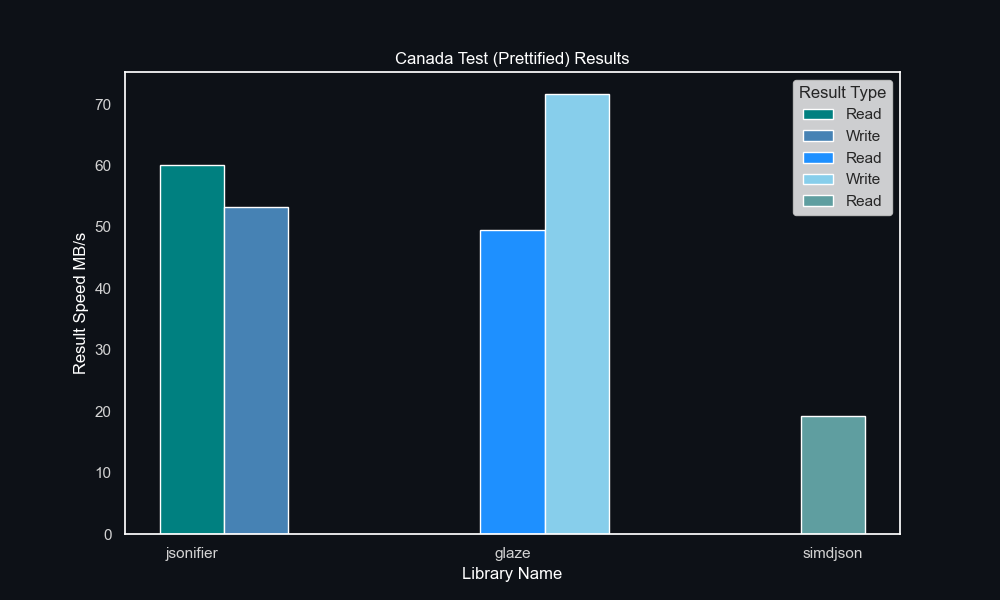 Canada Test (Prettified) Results
Result Type
Read
Write
Read
Write
Read
70
60
50
40
30
20
10
0
Result Speed MB/s
jsonifier
glaze
simdjson
Library Name